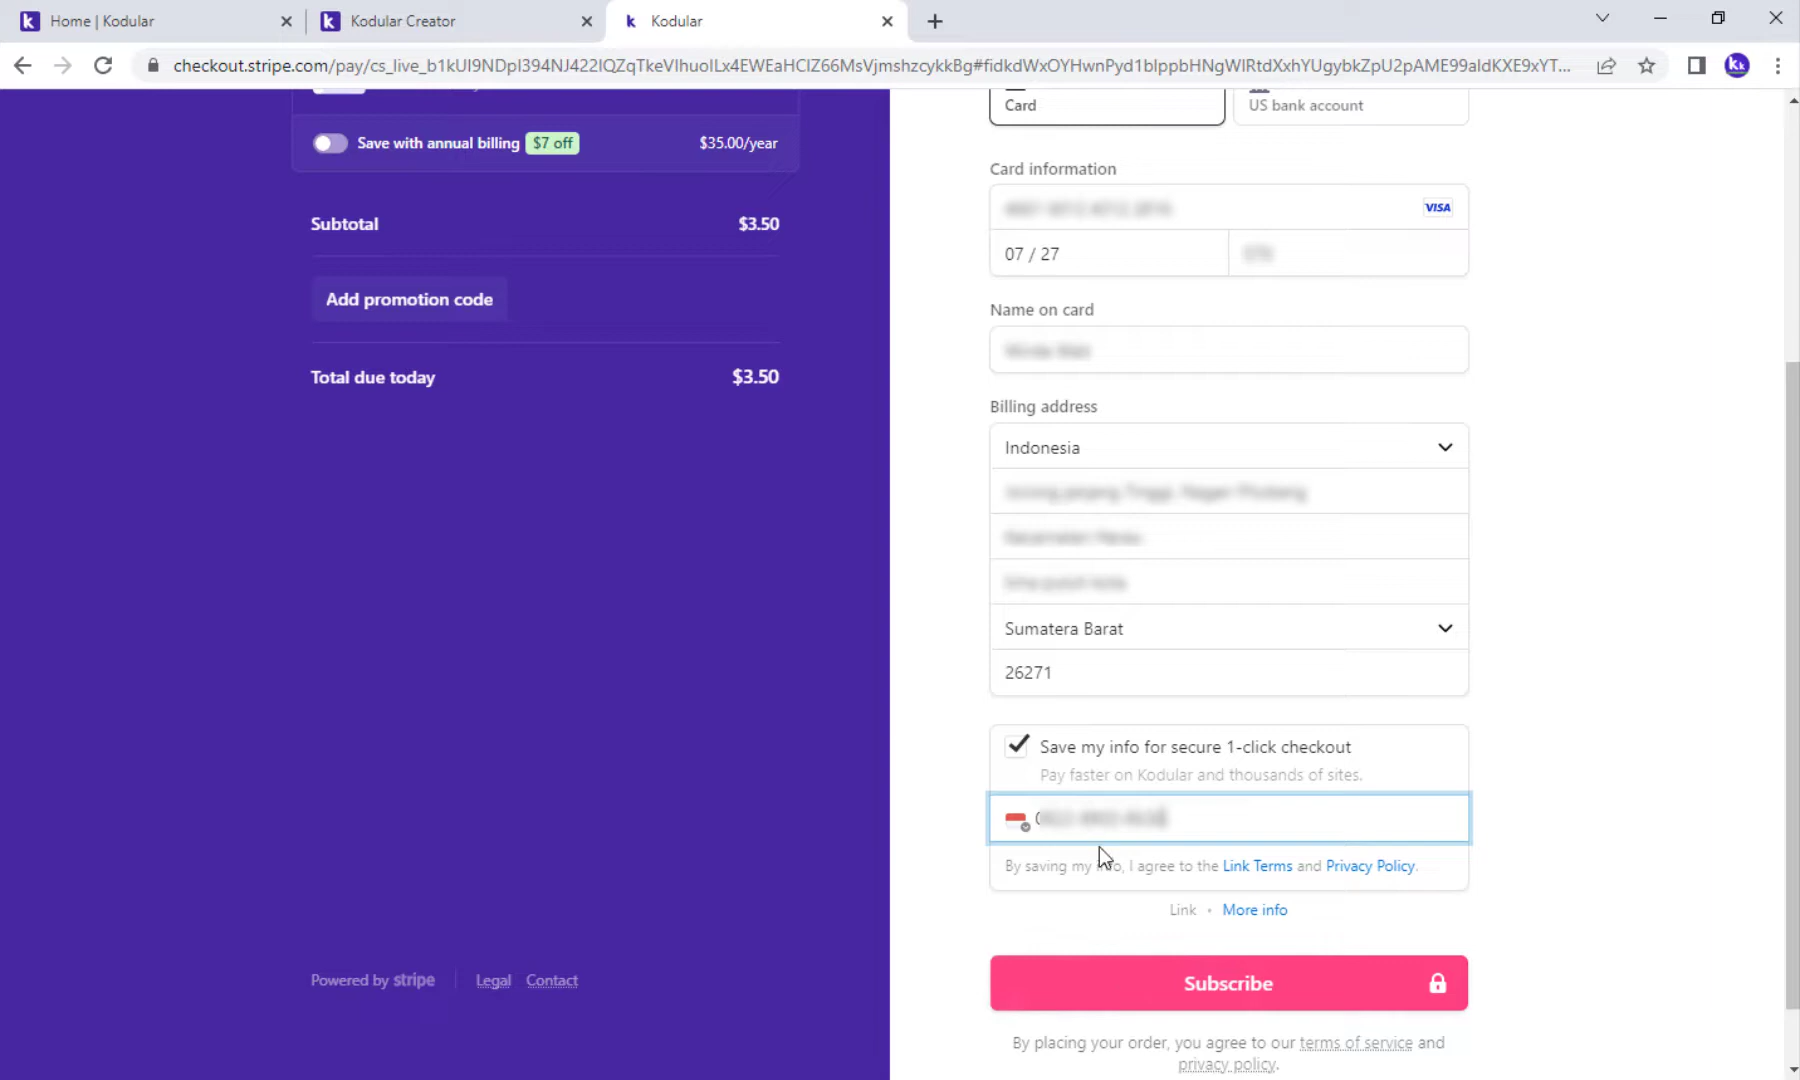 Home | Kodular
Kodular Creator
Kodular
checkout.stripe.com/pay/
Save with annual billing $7 off $35.00/year
Subtotal $3.50
Add promotion code
Total due today $3.50
Powered by stripe
Legal Contact
Card
US bank account
Card information
VISA
07 / 27
Name on card
Billing address
Indonesia
Sumatera Barat
26271
Save my info for secure 1-click checkout
Pay faster on Kodular and thousands of sites.
By saving my info, I agree to the Link Terms and Privacy Policy.
Link • More info
Subscribe
By placing your order, you agree to our terms of service and
privacy policy.